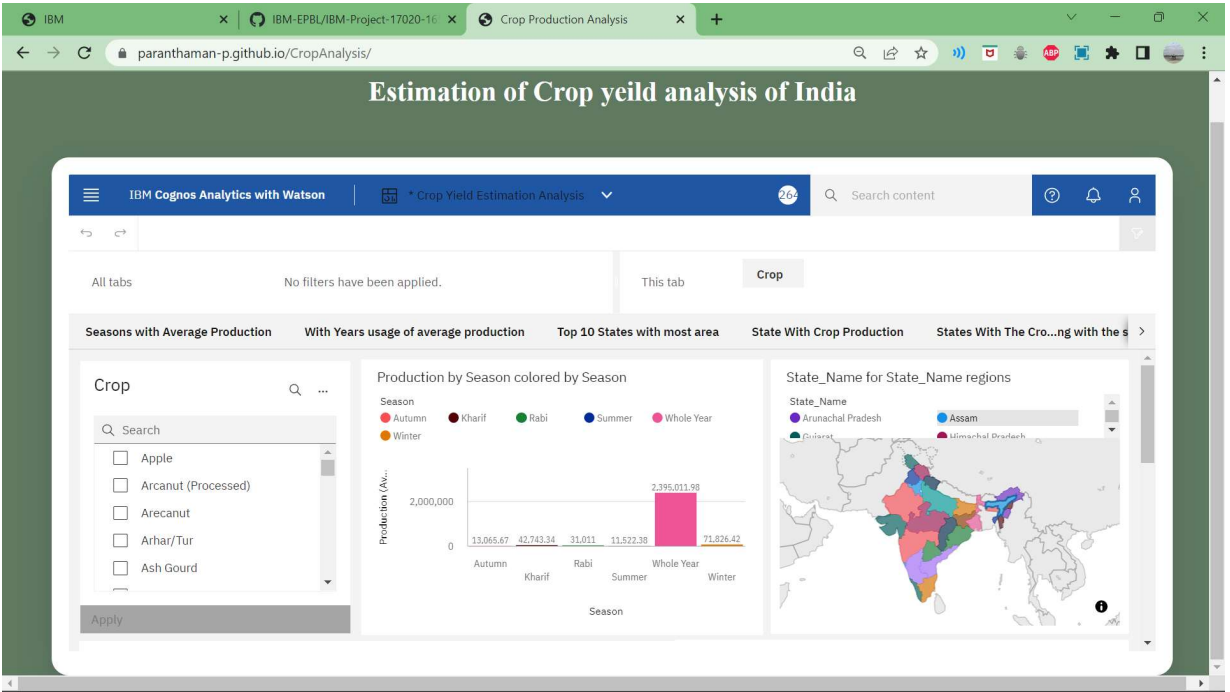 IBM
IBM-EPBL/IBM-Project-17020-16
Crop Production Analysis
paranthaman-p.github.io/CropAnalysis/
ABP
Estimation of Crop yeild analysis of India
IBM Cognos Analytics with Watson
* Crop Yield Estimation Analysis
264
Search content
All tabs
No filters have been applied.
This tab
Crop
Seasons with Average Production
With Years usage of average production
Top 10 States with most area
State With Crop Production
States With The Cro...ng with the s
Crop
Search
Apple
Arcanut (Processed)
Arecanut
Arhar/Tur
Ash Gourd
Apply
Production by Season colored by Season
Season
Autumn Kharif Rabi Summer Whole Year
Winter
Production (Av...
2,000,000
0
13,065.67 42,743.34 31,011 11,522.38 2,395,011.98 71,826.42
Autumn Kharif Rabi Summer Whole Year Winter
Season
State_Name for State_Name regions
State_Name
Arunachal Pradesh Assam
Gujarat Himachal Pradesh